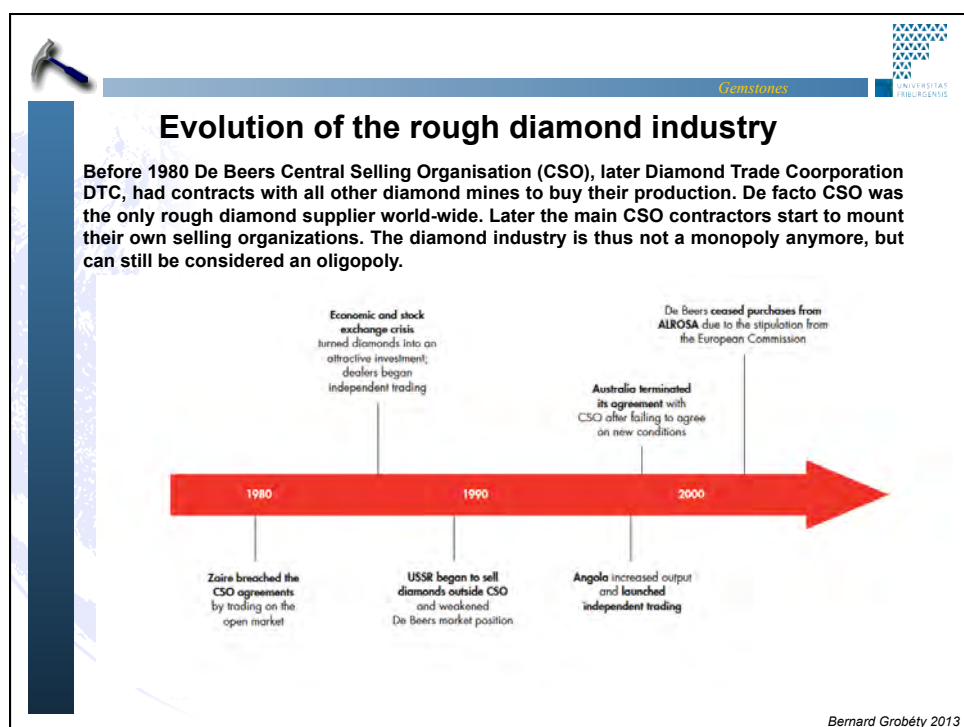 Gemstones
UNIVERSITAS
FRIBURGENSIS
Evolution of the rough diamond industry
Before 1980 De Beers Central Selling Organisation (CSO), later Diamond Trade Coorporation
DTC, had contracts with all other diamond mines to buy their production. De facto CSO was
the only rough diamond supplier world-wide. Later the main CSO contractors start to mount
their own selling organizations. The diamond industry is thus not a monopoly anymore, but
can still be considered an oligopoly.
Economic and stock
exchange crisis
turned diamonds into an
attractive investment;
dealers began
independent trading
De Beers ceased purchases from
ALROSA due to the stipulation from
the European Commission
Australia terminated
its agreement with
CSO after failing to agree
on new conditions
1980
1990
2000
Zaire breached the
CSO agreements
by trading on the
open market
USSR began to sell
diamonds outside CSO
and weakened
De Beers market position
Angola increased output
and launched
independent trading
Bernard Grobéty 2013